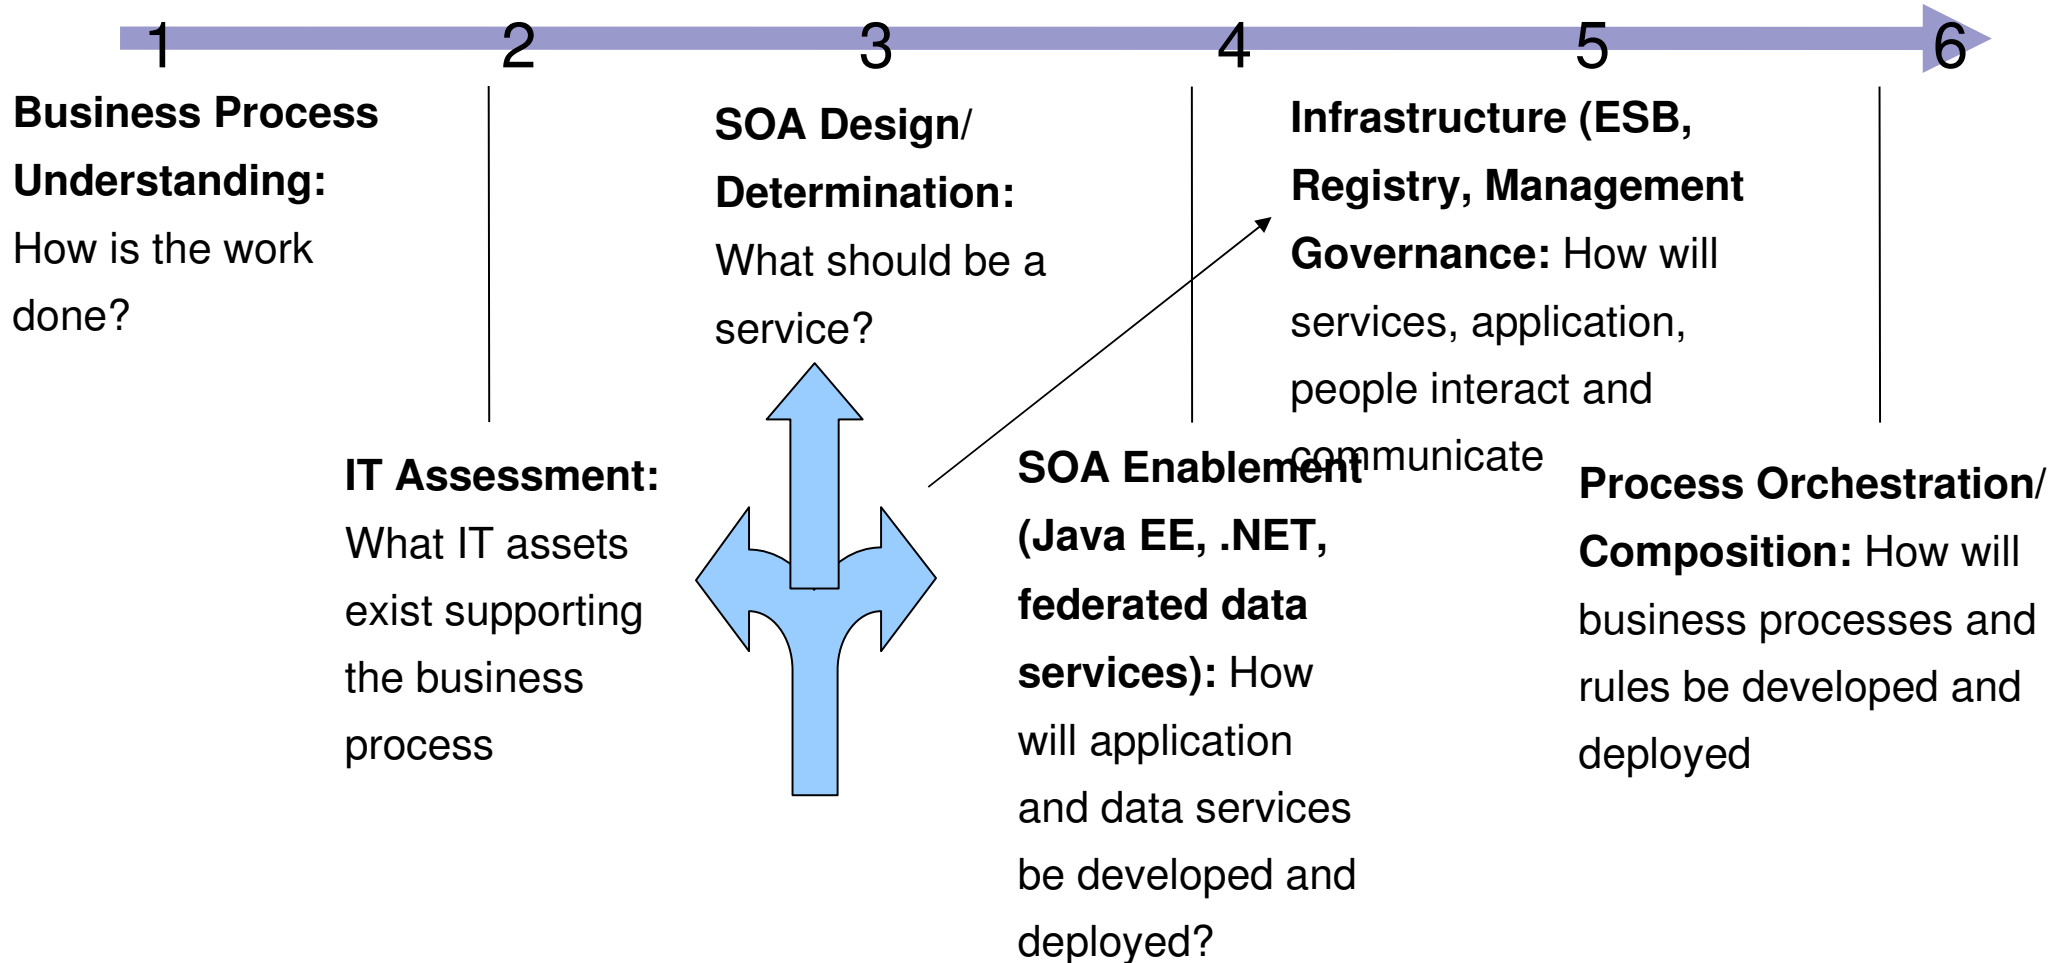 1 2 3 4 5 6
Business Process
Understanding:
How is the work
done?
IT Assessment:
What IT assets
exist supporting
the business
process
SOA Design/
Determination:
What should be a
service?
SOA Enablement
(Java EE, .NET,
federated data
services): How
will application
and data services
be developed and
deployed?
Infrastructure (ESB,
Registry, Management
Governance: How will
services, application,
people interact and
communicate
Process Orchestration/
Composition: How will
business processes and
rules be developed and
deployed